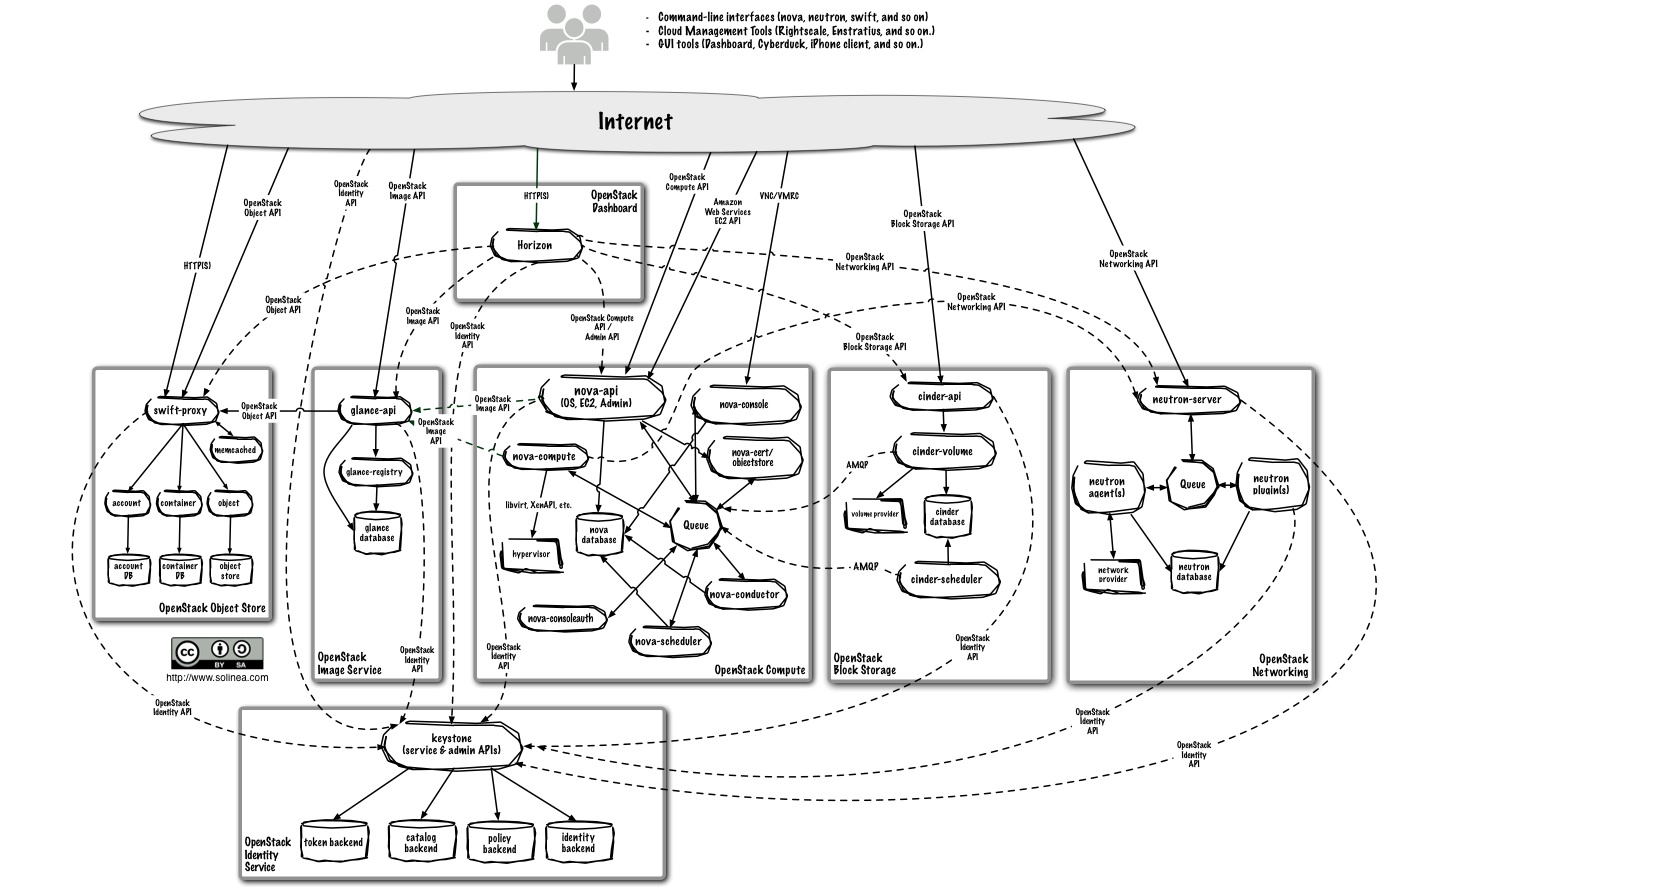 - Command-line interfaces (nova, neutron, swift, and so on)
- Cloud Management Tools (Rightscale, Enstratius, and so on.)
- GUI tools (Dashboard, Cyberduck, iPhone client, and so on.)
Internet
OpenStack
Identity
API
OpenStack
Image API
HTTP(S)
OpenStack
Dashboard
OpenStack
Compute API
Amazon
Web Services
EC2 API
VNC/VMRC
OpenStack
Object API
OpenStack
Block Storage API
HTTP(S)
Horizon
OpenStack
Networking API
OpenStack
Networking API
OpenStack
Object API
OpenStack
Image API
OpenStack
Identity
API
OpenStack Compute
API /
Admin API
OpenStack
Networking API
OpenStack
Block Storage API
swift-proxy
OpenStack
Object API
memcached
account
container
object
account
DB
container
DB
object
store
OpenStack Object Store
glance-api
glance-registry
glance
database
OpenStack
Image Service
OpenStack
Identity
API
OpenStack
Image API
OpenStack
Image
API
nova-api
(OS, EC2, Admin)
nova-console
nova-compute
nova-cert/
objectstore
libvirt, XenAPI, etc.
hypervisor
nova
database
Queue
nova-conductor
nova-consoleauth
nova-scheduler
OpenStack
Identity
API
OpenStack Compute
cinder-api
cinder-volume
AMQP
volume provider
cinder
database
AMQP
cinder-scheduler
OpenStack
Identity
API
OpenStack
Block Storage
neutron-server
neutron
agent(s)
Queue
neutron
plugin(s)
network
provider
neutron
database
OpenStack
Networking
cc
BY SA
http://www.solinea.com
OpenStack
Identity API
OpenStack
Identity
API
OpenStack
Identity
API
keystone
(service & admin APIs)
token backend
catalog
backend
policy
backend
identity
backend
OpenStack
Identity
Service